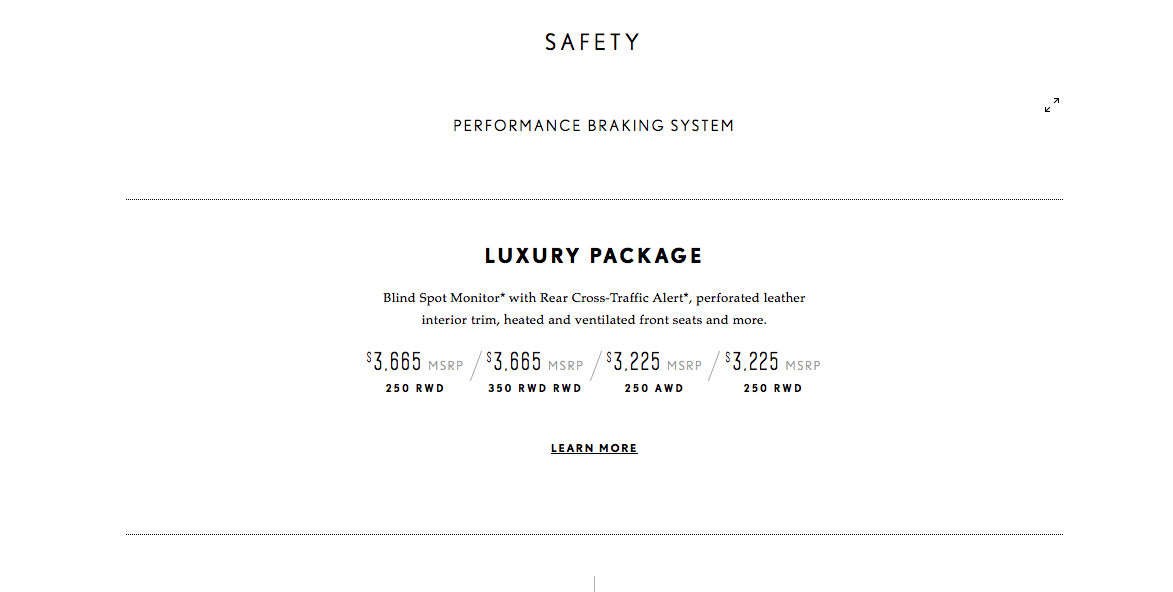 SAFETY
PERFORMANCE BRAKING SYSTEM
LUXURY PACKAGE
Blind Spot Monitor* with Rear Cross-Traffic Alert*, perforated leather
interior trim, heated and ventilated front seats and more.
$3,665 MSRP / $3,665 MSRP / $3,225 MSRP / $3,225 MSRP
250 RWD 350 RWD RWD 250 AWD 250 RWD
LEARN MORE